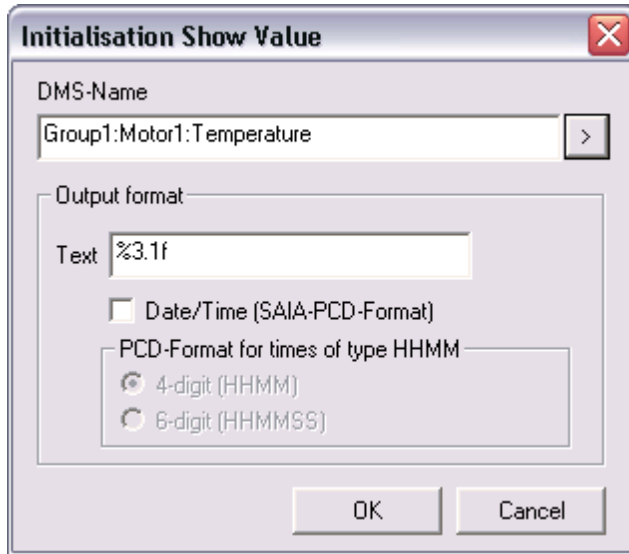 Initialisation Show Value
DMS-Name
Group1:Motor1:Temperature >
Output format
Text %3.1f
Date/Time (SAIA-PCD-Format)
PCD-Format for times of type HHMM
4-digit (HHMM)
6-digit (HHMMSS)
OK Cancel